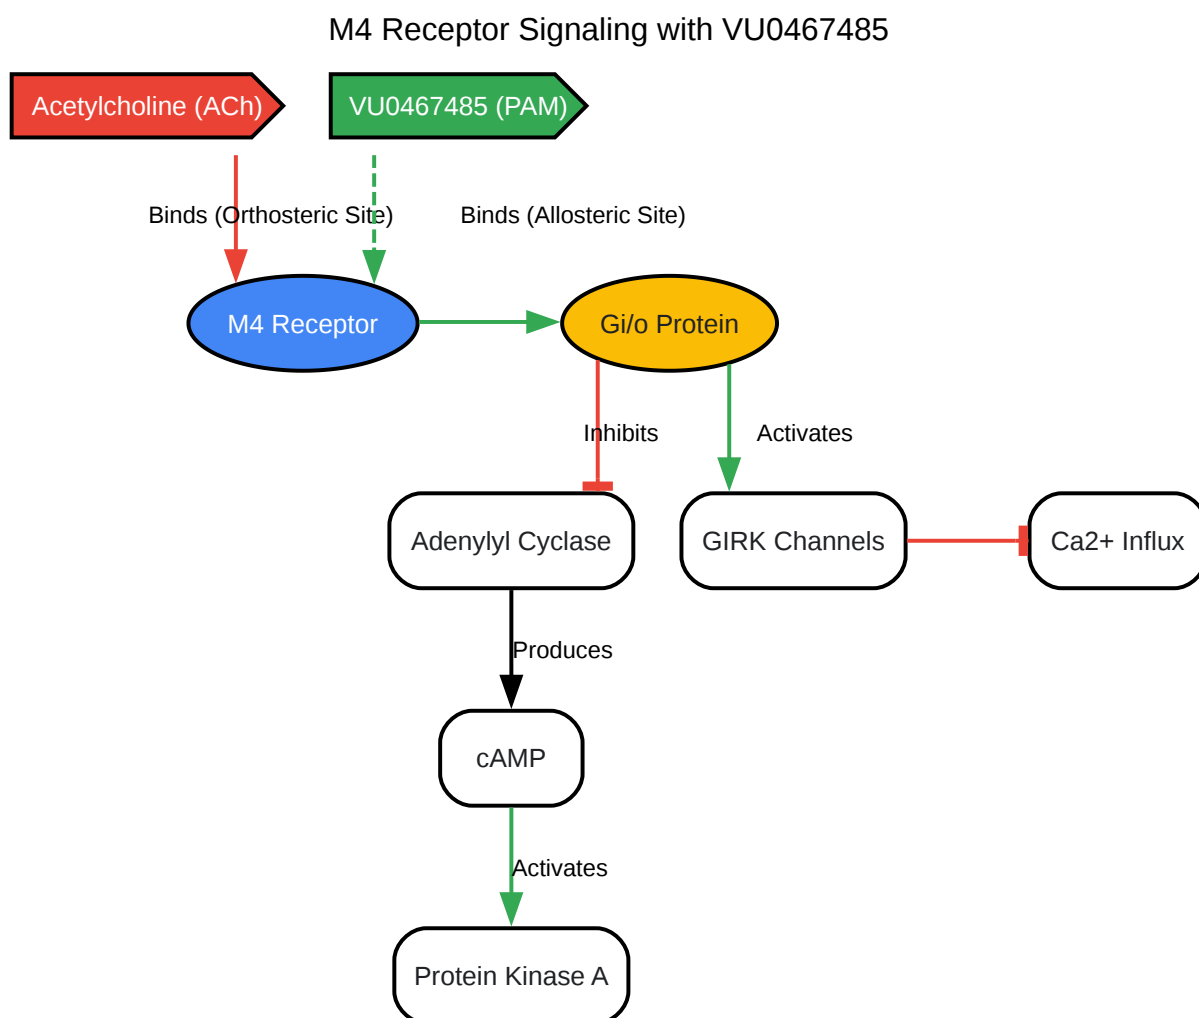 M4 Receptor Signaling with VU0467485
Acetylcholine (ACh)
VU0467485 (PAM)
Binds (Orthosteric Site)
Binds (Allosteric Site)
M4 Receptor
Gi/o Protein
Inhibits
Activates
Adenylyl Cyclase
GIRK Channels
Ca2+ Influx
Produces
cAMP
Activates
Protein Kinase A